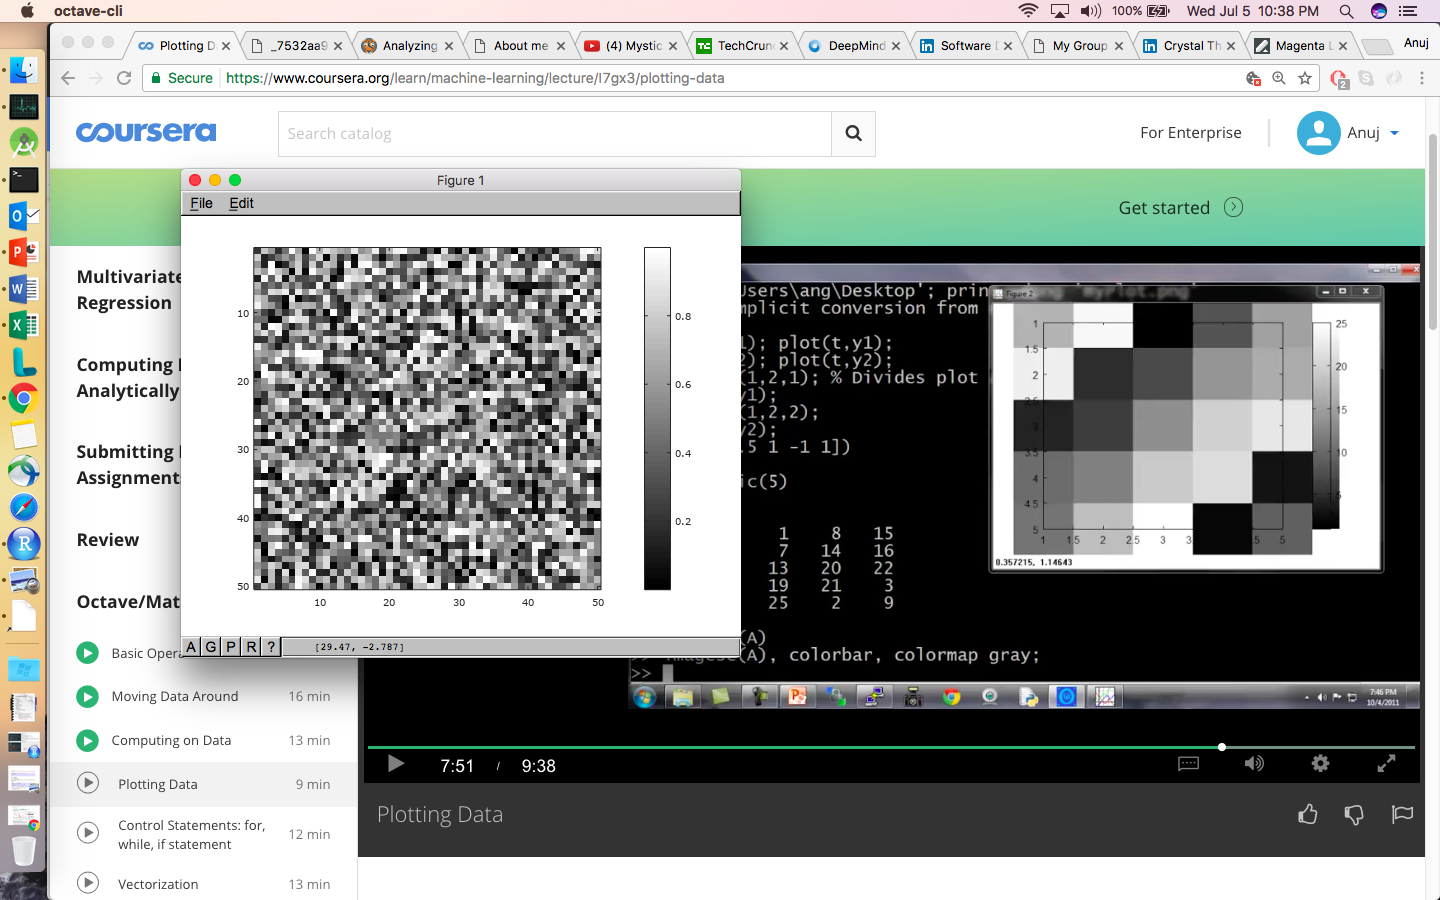 octave-cli
100%
Wed Jul 5 10:38 PM
Plotting D
_7532aa9
Analyzing
About me
(4) Mystic
TechCrun
DeepMind
Software
My Group
Crystal Th
Magenta
Anuj
Secure
https://www.coursera.org/learn/machine-learning/lecture/I7gx3/plotting-data
2
coursera
Search catalog
For Enterprise
Anuj
Figure 1
File Edit
Get started
Multivariate
Regression
Computing
Analytically
Submitting
Assignment
Review
Octave/Mat
Basic Opera
Moving Data Around 16 min
Computing on Data 13 min
Plotting Data 9 min
Control Statements: for, while, if statement 12 min
Vectorization 13 min
10
20
30
40
50
10 20 30 40 50
0.8
0.6
0.4
0.2
A G P R ?
[29.47, -2.787]
Users\ang\Desktop';
mplicit conversion from
1); plot(t,y1);
2); plot(t,y2);
(1,2,1); % Divides plot
y1);
(1,2,2);
y2);
.5 1 -1 1])
ic(5)
1 8 15
7 14 16
13 20 22
19 21 3
25 2 9
(A)
(A), colorbar, colormap gray;
>>
Figure 2
1
1.5
2
2.5
3
3.5
4
4.5
5
1 1.5 2 2.5 3 3 .5 5
25
20
15
10
5
0.357215, 1.14643
7:46 PM
10/4/2011
7:51 / 9:38
Plotting Data